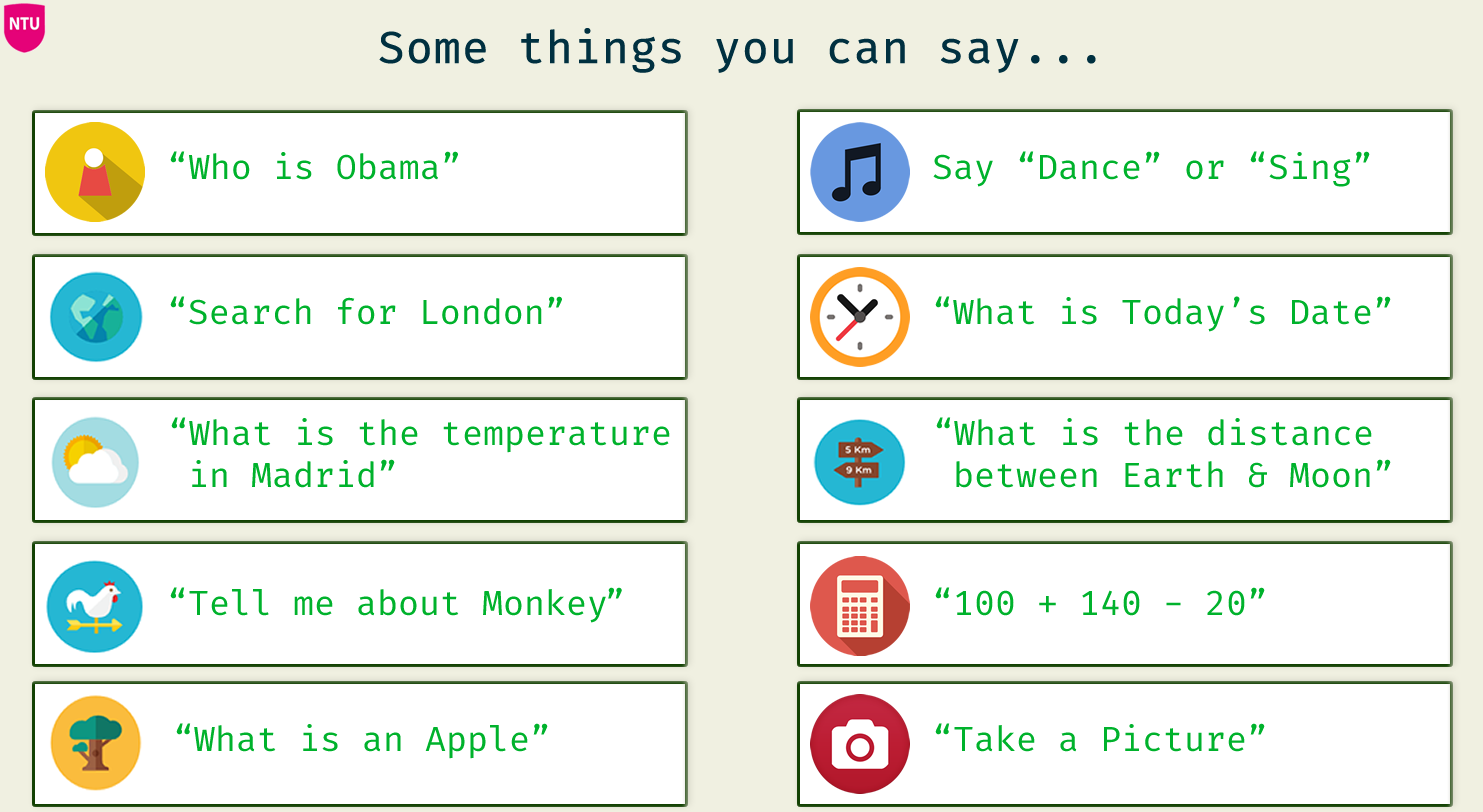 NTU
Some things you can say...
“Who is Obama”
Say “Dance” or “Sing”
“Search for London”
“What is Today’s Date”
“What is the temperature
in Madrid”
5 Km
9 Km
“What is the distance
between Earth & Moon”
“Tell me about Monkey”
“100 + 140 - 20”
“What is an Apple”
“Take a Picture”